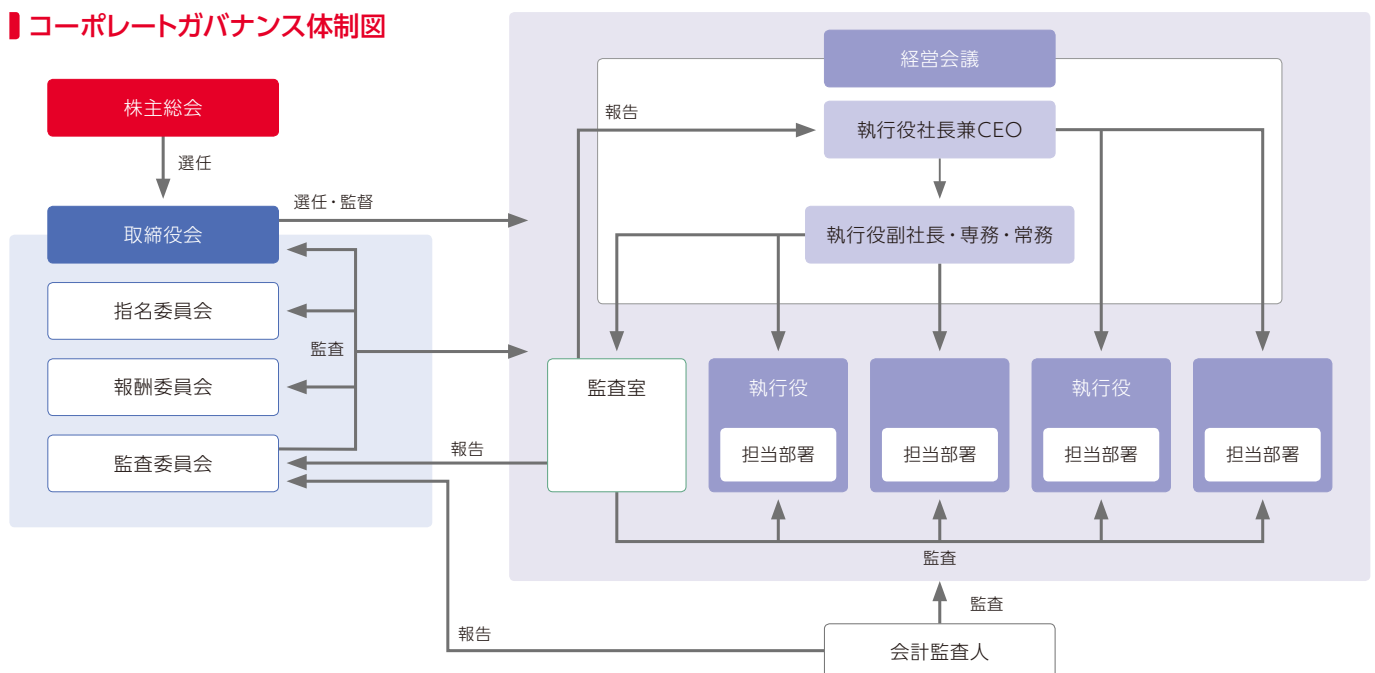 コーポレートガバナンス体制図
株主総会
選任
取締役会
選任・監督
指名委員会
報酬委員会
監査委員会
監査
報告
報告
経営会議
執行役社長兼CEO
報告
執行役副社長・専務・常務
監査室
執行役
担当部署
担当部署
執行役
担当部署
担当部署
監査
監査
会計監査人